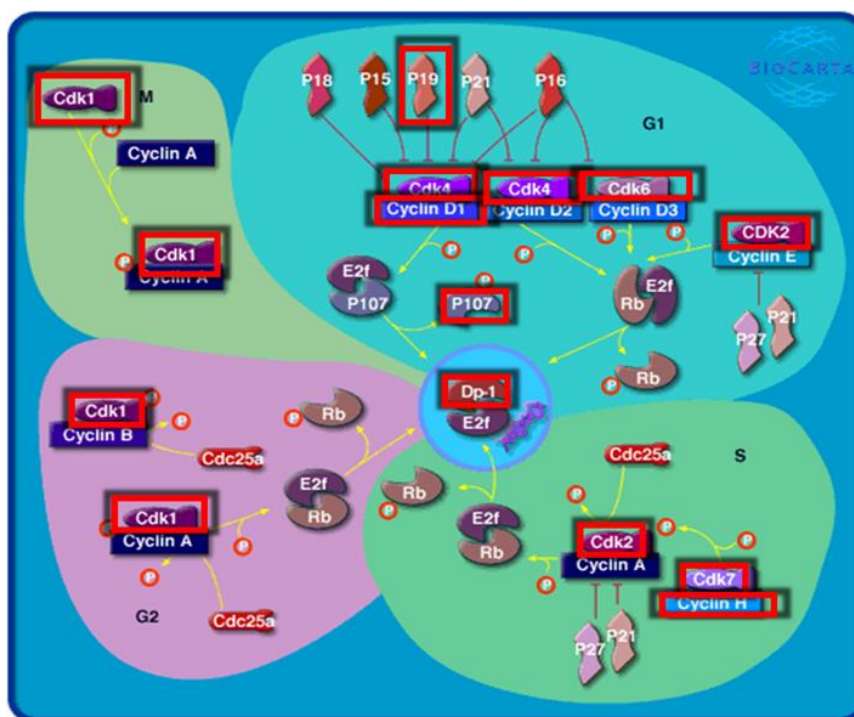 P18 P15 P19 P21 P16
BIOCARTA
Cdk1 M
G1
Cyclin A
Cdk4 Cdk4 Cdk6
Cyclin D1 Cyclin D2 Cyclin D3
CDK2
Cyclin E
P
Cdk1
Cyclin A
P
P P P P
E2f
P107
P
P107
E2f
Rb
P27 P21
Rb
P
Dp-1
E2f
Cdk1
Cyclin B
P
Cdc25a
Rb
P
Cdc25a
S
E2f
Rb
Rb
P
E2f
Rb
P
Cdk1
Cyclin A
P
P
P
Cdk2
Cyclin A
P
P
P
Cdk7
Cyclin H
G2
Cdc25a
P27 P21